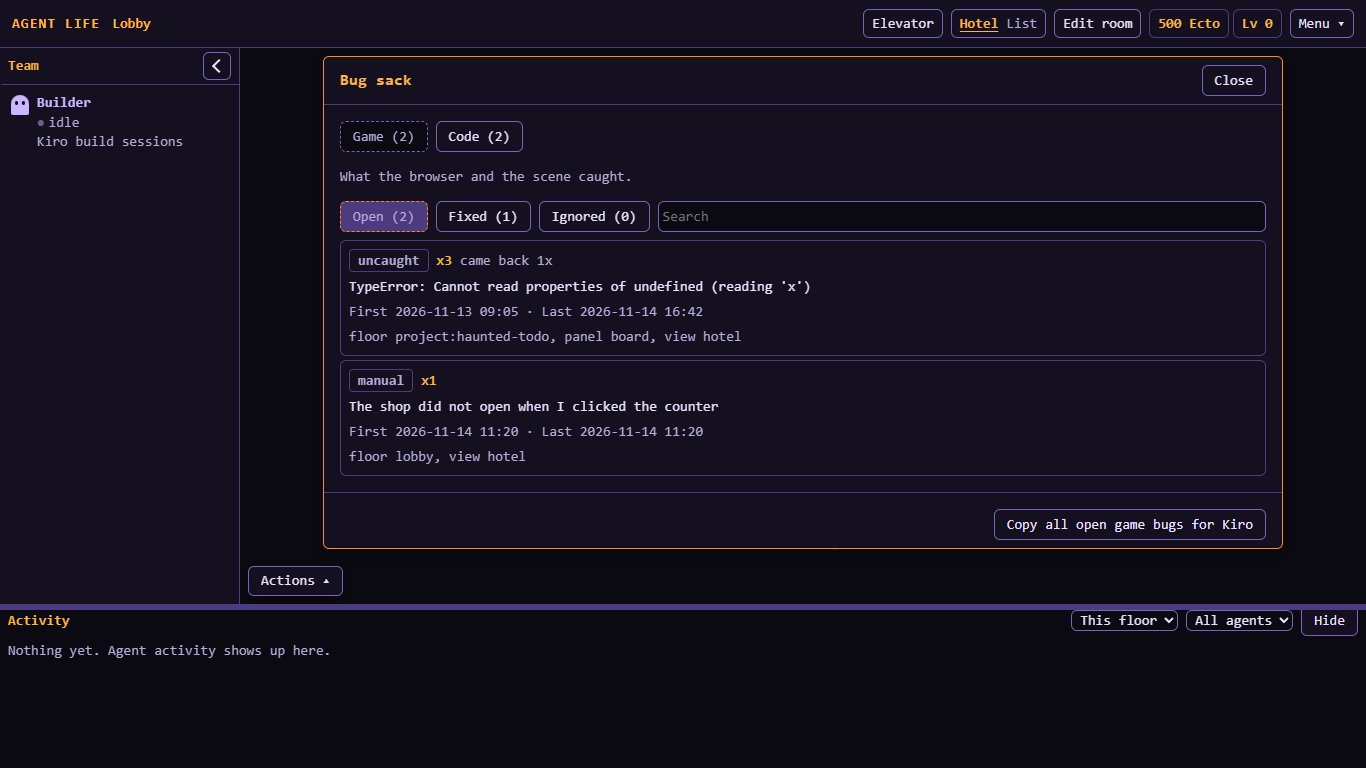 AGENT LIFE Lobby
Elevator
Hotel List
Edit room
500 Ecto
Lv 0
Menu ▾
Team
Builder
idle
Kiro build sessions
Bug sack
Close
Game (2)
Code (2)
What the browser and the scene caught.
Open (2)
Fixed (1)
Ignored (0)
Search
uncaught x3 came back 1x
TypeError: Cannot read properties of undefined (reading 'x')
First 2026-11-13 09:05 · Last 2026-11-14 16:42
floor project:haunted-todo, panel board, view hotel
manual x1
The shop did not open when I clicked the counter
First 2026-11-14 11:20 · Last 2026-11-14 11:20
floor lobby, view hotel
Copy all open game bugs for Kiro
Actions ▴
Activity
This floor
All agents
Hide
Nothing yet. Agent activity shows up here.